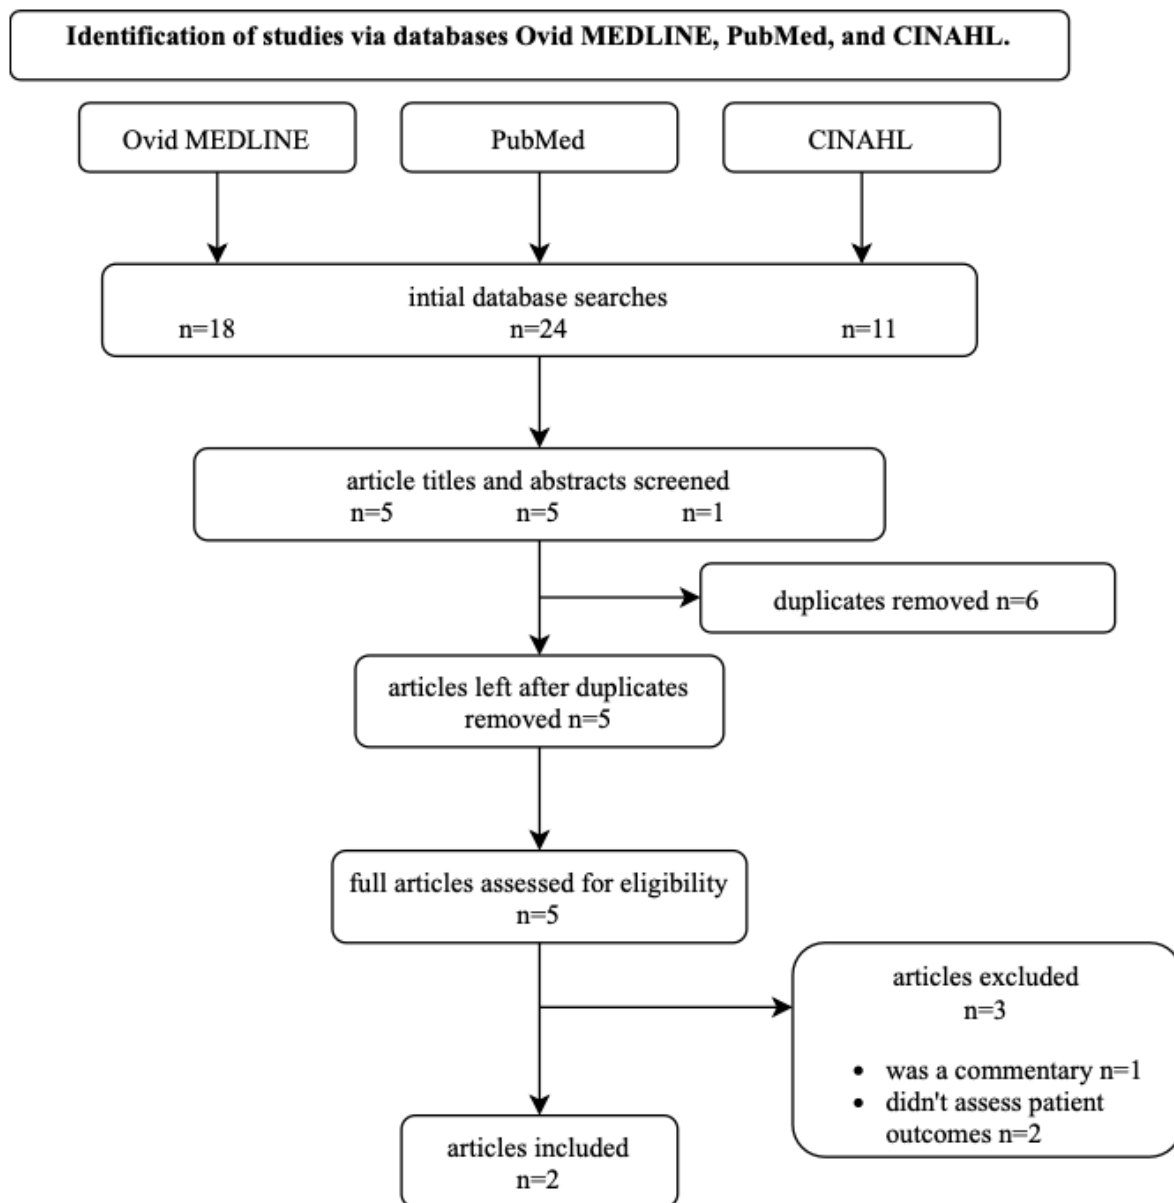 Identification of studies via databases Ovid MEDLINE, PubMed, and CINAHL.
Ovid MEDLINE
PubMed
CINAHL
intial database searches
n=18 n=24 n=11
article titles and abstracts screened
n=5 n=5 n=1
duplicates removed n=6
articles left after duplicates
removed n=5
full articles assessed for eligibility
n=5
articles excluded
n=3
• was a commentary n=1
• didn't assess patient
outcomes n=2
articles included
n=2